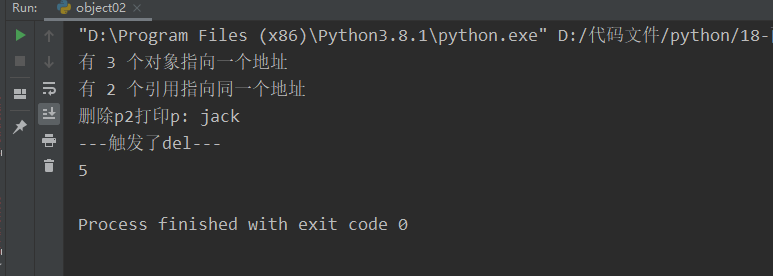 Run: object02
"D:\Program Files (x86)\Python3.8.1\python.exe" D:/代码文件/python/18-
有 3 个对象指向一个地址
有 2 个引用指向同一个地址
删除p2打印p: jack
---触发了del---
5
Process finished with exit code 0